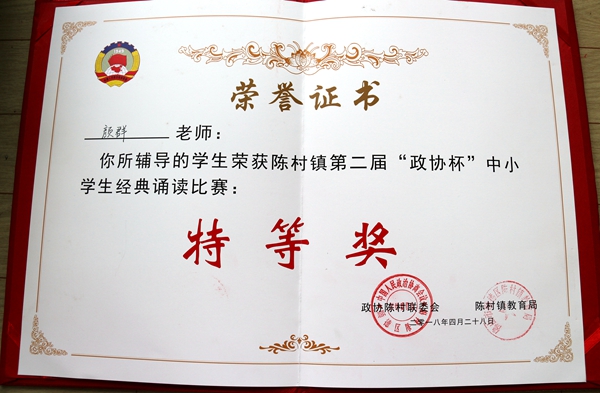 荣誉证书
颜群 老师：
你所辅导的学生荣获陈村镇第二届“政协杯”中小
学生经典诵读比赛：
特等奖
政协陈村联委会 陈村镇教育局
二零一八年四月二十八日